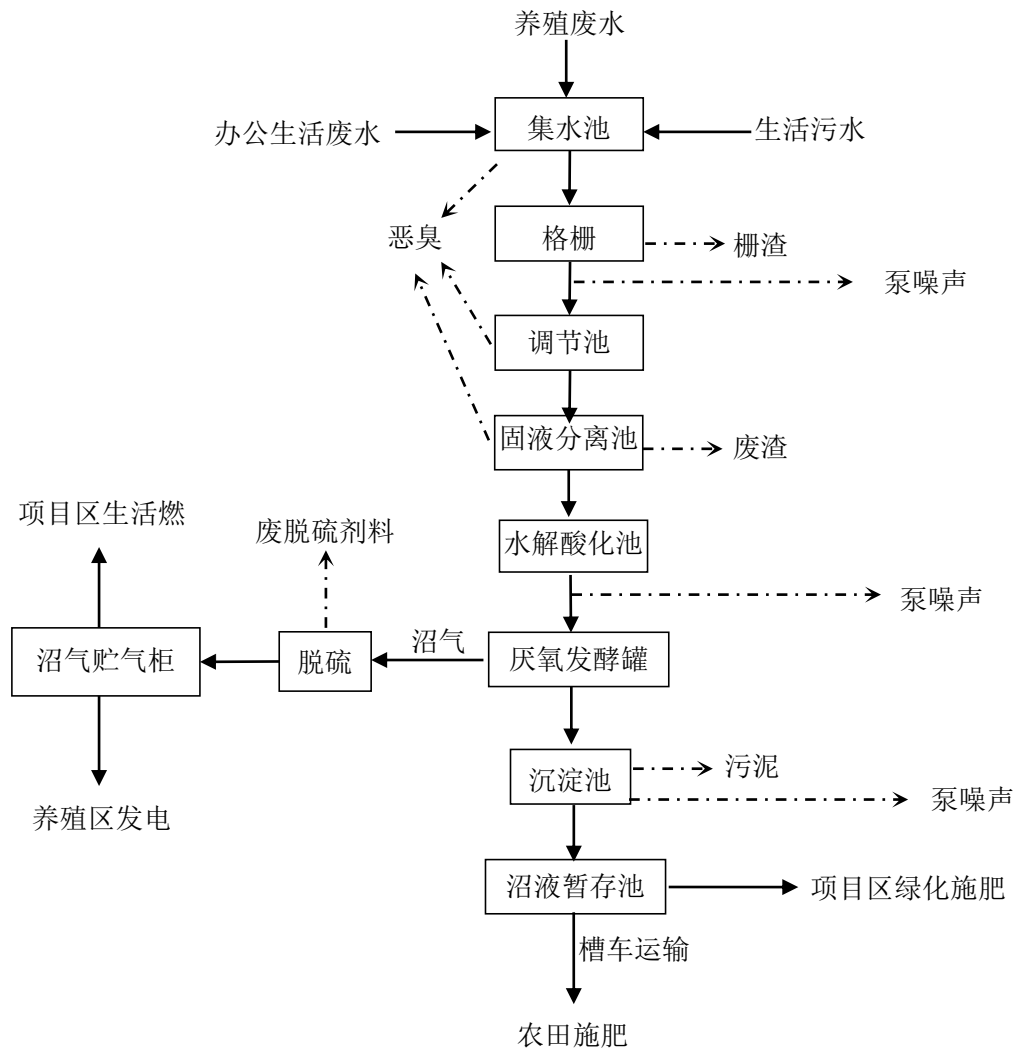 养殖废水
办公生活废水
集水池
生活污水
恶臭
格栅
栅渣
泵噪声
调节池
固液分离池
废渣
项目区生活燃
废脱硫剂料
水解酸化池
泵噪声
沼气贮气柜
脱硫
沼气
厌氧发酵罐
沉淀池
污泥
泵噪声
养殖区发电
沼液暂存池
项目区绿化施肥
槽车运输
农田施肥